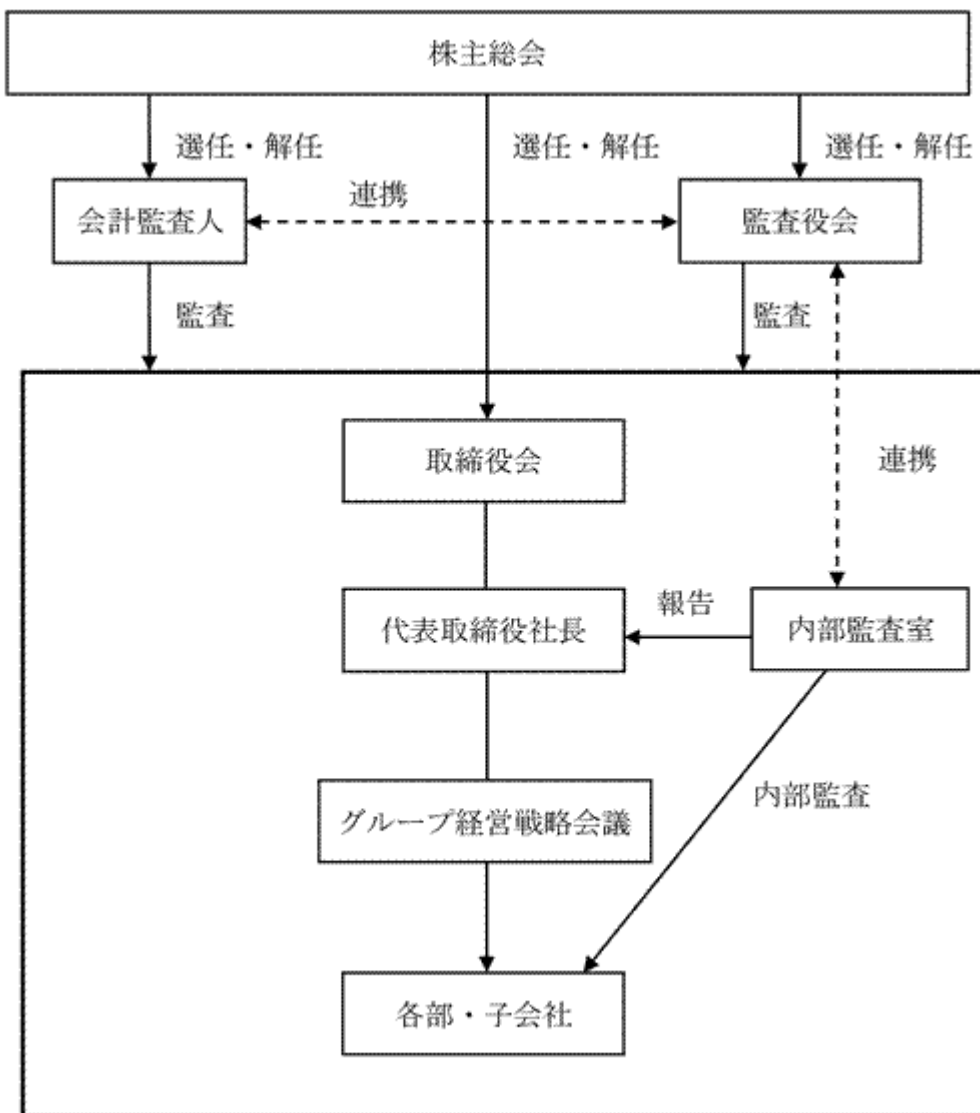 株主総会
選任・解任
選任・解任
選任・解任
連携
会計監査人
監査役会
監査
監査
取締役会
連携
報告
代表取締役社長
内部監査室
グループ経営戦略会議
内部監査
各部・子会社